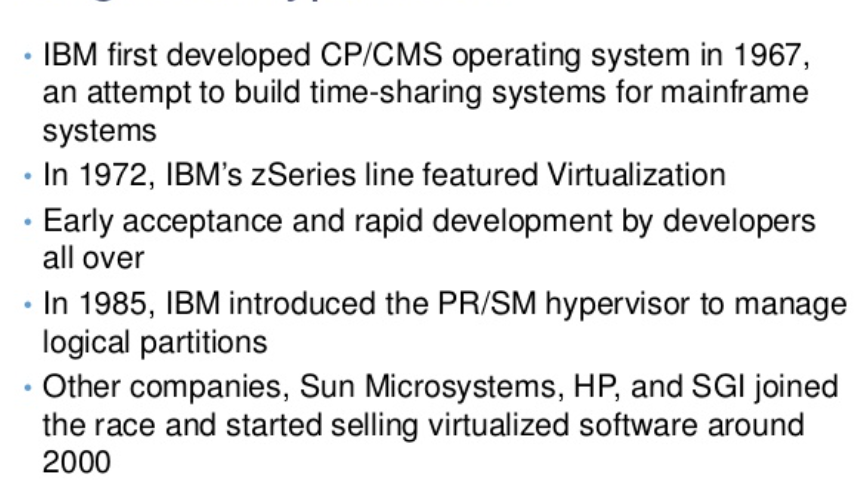 • IBM first developed CP/CMS operating system in 1967,
an attempt to build time-sharing systems for mainframe
systems
• In 1972, IBM's zSeries line featured Virtualization
• Early acceptance and rapid development by developers
all over
• In 1985, IBM introduced the PR/SM hypervisor to manage
logical partitions
• Other companies, Sun Microsystems, HP, and SGI joined
the race and started selling virtualized software around
2000